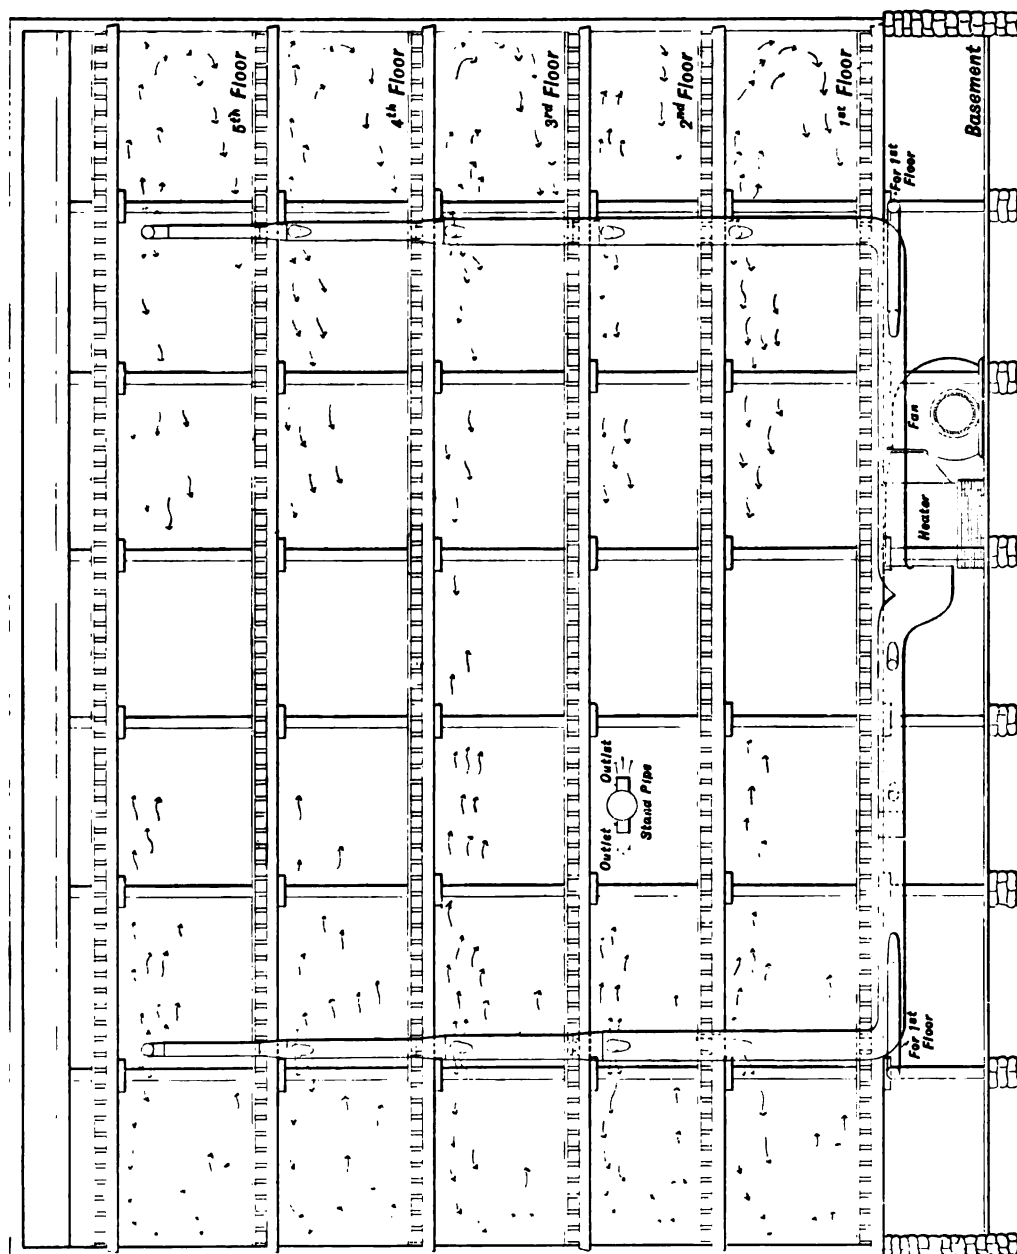 5th Floor
4th Floor
3rd Floor
2nd Floor
1st Floor
Basement
For 1st
Floor
Fan
Heater
Outlet
Outlet
Stand Pipe
For 1st
Floor